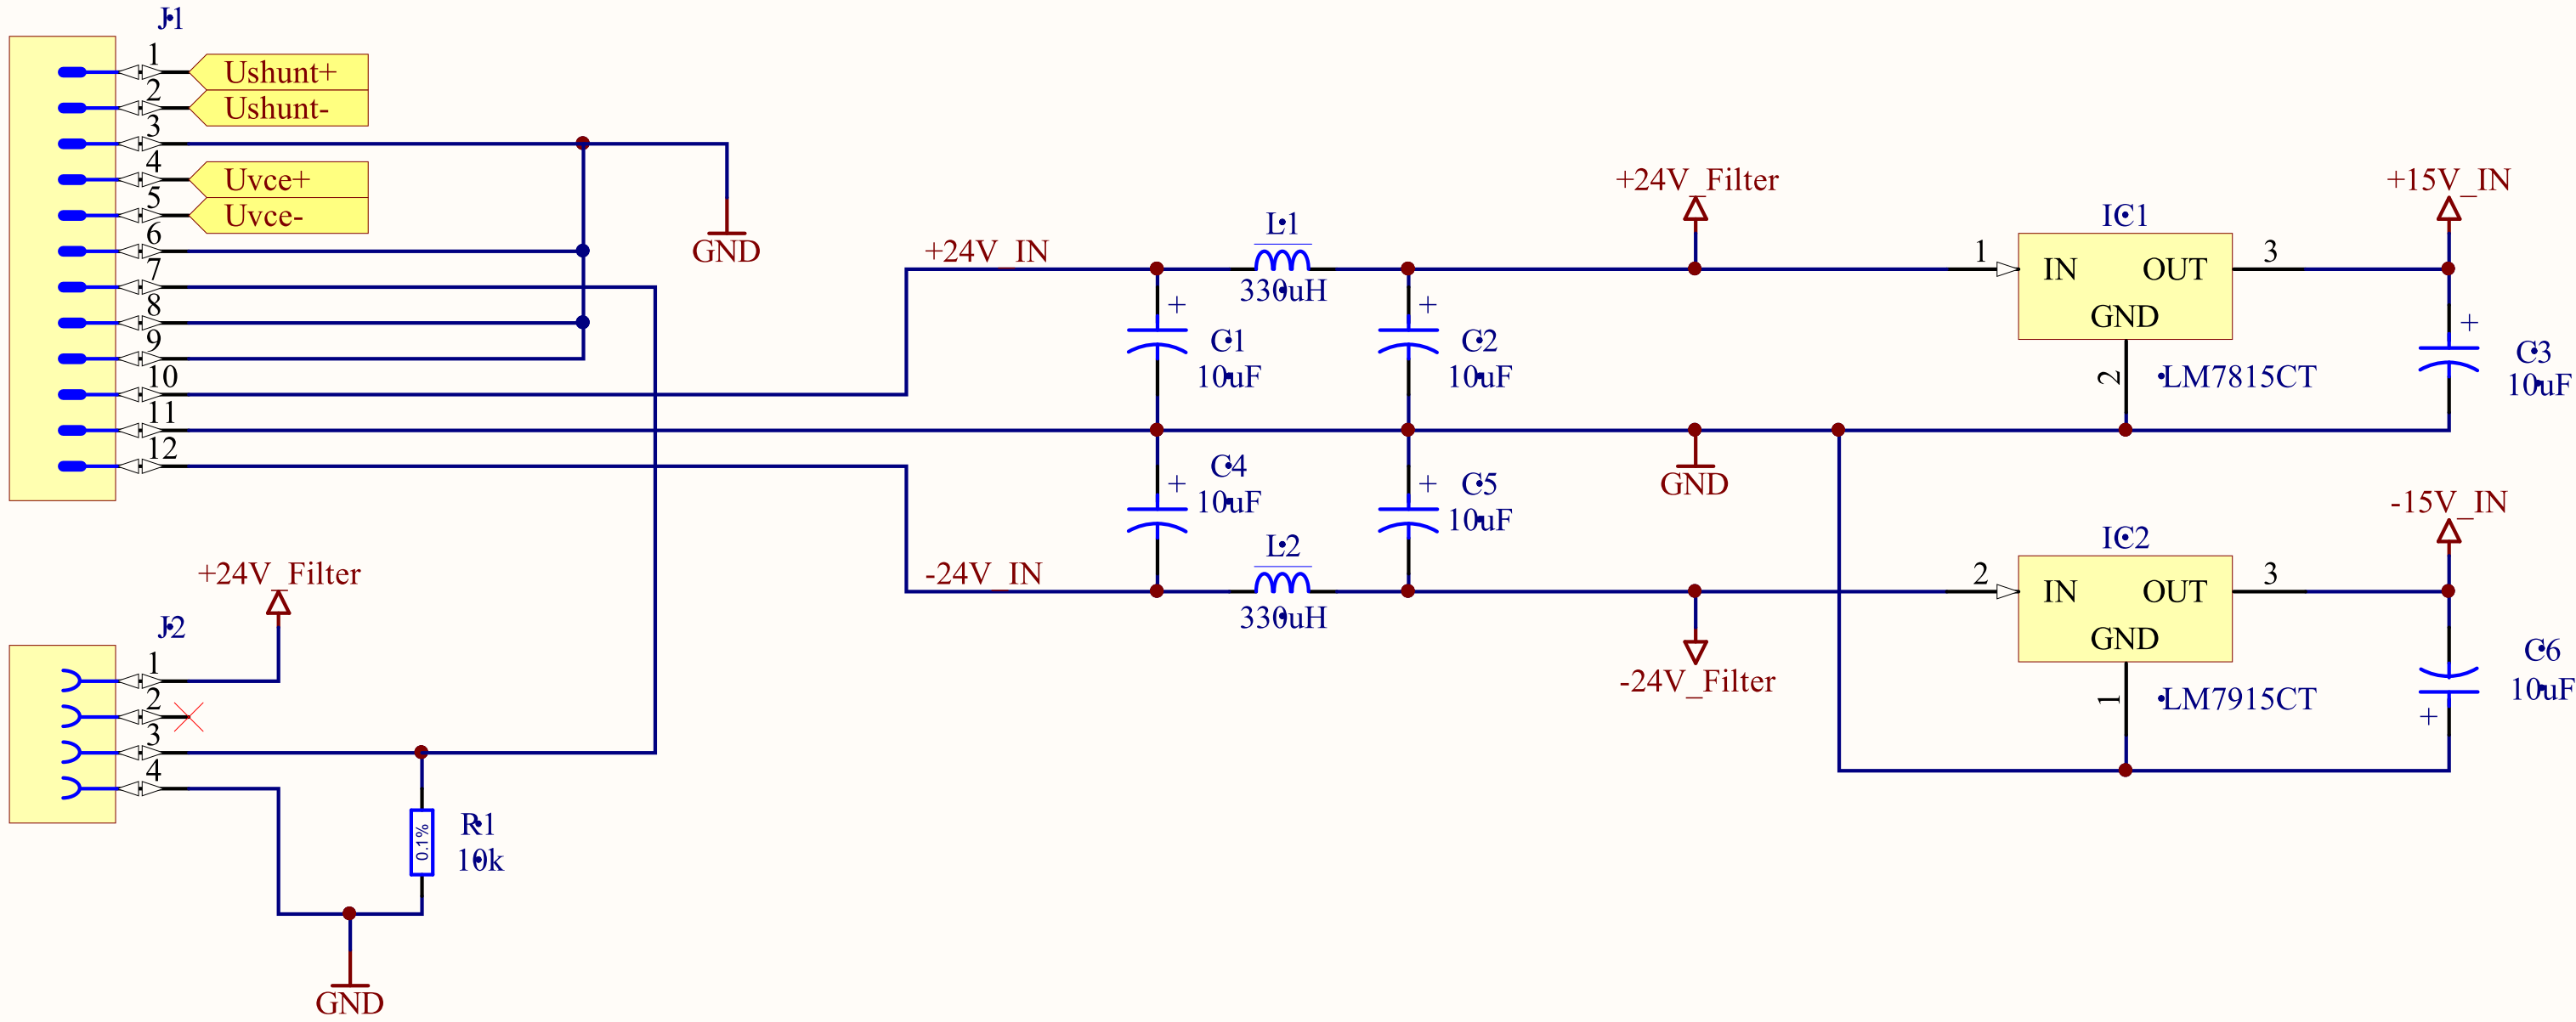 J1
1
Ushunt+
2
Ushunt-
3
4
Uvce+
5
Uvce-
6
7
8
9
10
11
12
GND
+24V_IN
-24V_IN
L1
330uH
C1
10uF
+
C2
10uF
+
C4
10uF
+
C5
10uF
+
L2
330uH
+24V_Filter
GND
-24V_Filter
IC1
1
IN
OUT
3
GND
2
LM7815CT
+15V_IN
+
C3
10uF
IC2
2
IN
OUT
3
GND
1
LM7915CT
-15V_IN
C6
10uF
+
+24V_Filter
J2
1
2
3
4
R1
10k
0.1%
GND